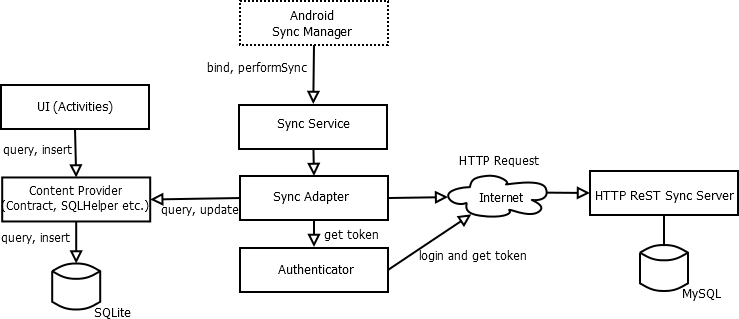 Android
Sync Manager
bind, performSync
UI (Activities)
Sync Service
query, insert
HTTP Request
Content Provider
(Contract, SQLHelper etc.)
Sync Adapter
Internet
HTTP ReST Sync Server
query, update
query, insert
get token
login and get token
Authenticator
SQLite
MySQL